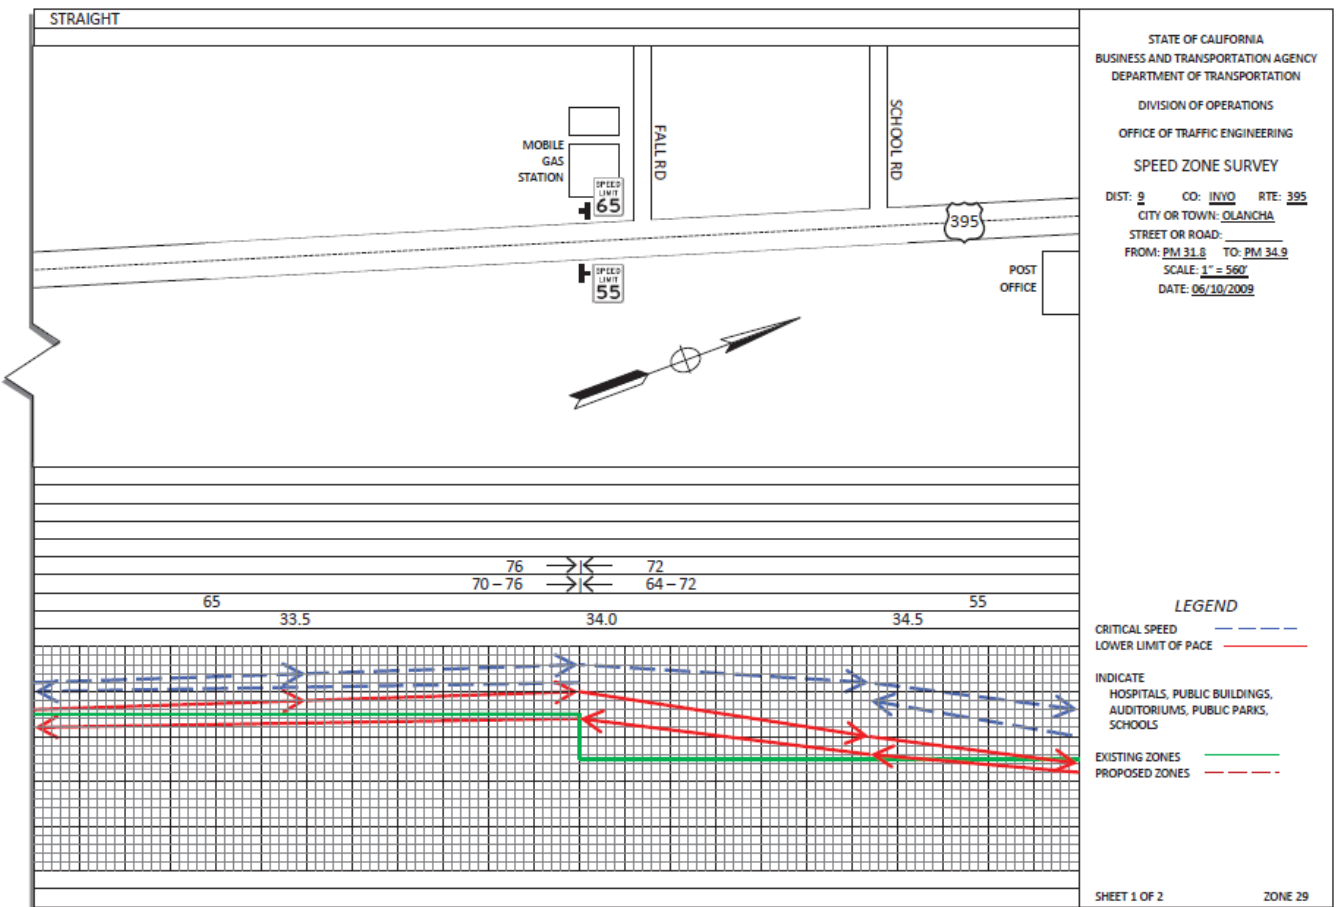 STRAIGHT
MOBILE
GAS
STATION
SPEED
LIMIT
65
FALL RD
SCHOOL RD
395
SPEED
LIMIT
55
POST
OFFICE
76 72
70 – 76 64 – 72
65 55
33.5 34.0 34.5
STATE OF CALIFORNIA
BUSINESS AND TRANSPORTATION AGENCY
DEPARTMENT OF TRANSPORTATION
DIVISION OF OPERATIONS
OFFICE OF TRAFFIC ENGINEERING
SPEED ZONE SURVEY
DIST: 9 CO: INYO RTE: 395
CITY OR TOWN: OLANCHA
STREET OR ROAD:
FROM: PM 31.8 TO: PM 34.9
SCALE: 1" = 560'
DATE: 06/10/2009
LEGEND
CRITICAL SPEED
LOWER LIMIT OF PACE
INDICATE
HOSPITALS, PUBLIC BUILDINGS,
AUDITORIUMS, PUBLIC PARKS,
SCHOOLS
EXISTING ZONES
PROPOSED ZONES
SHEET 1 OF 2 ZONE 29